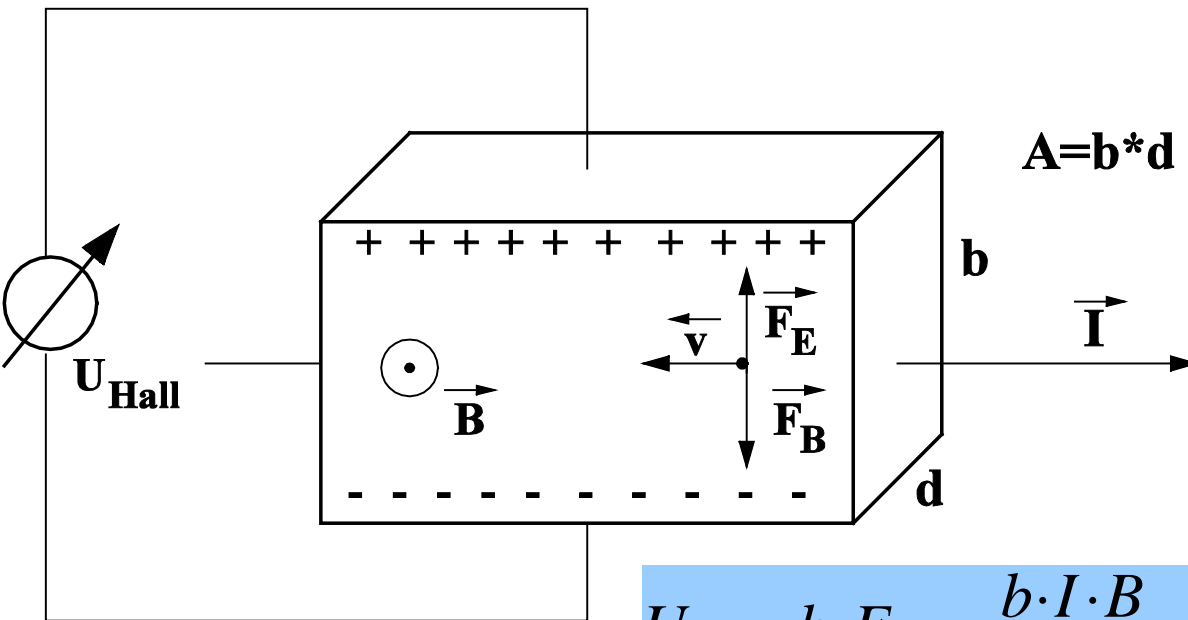 A=b*d
+ + + + + + + + + +
b
F_E
v
I
U_Hall
B
F_B
- - - - - - - - - - -
d
b·I·B